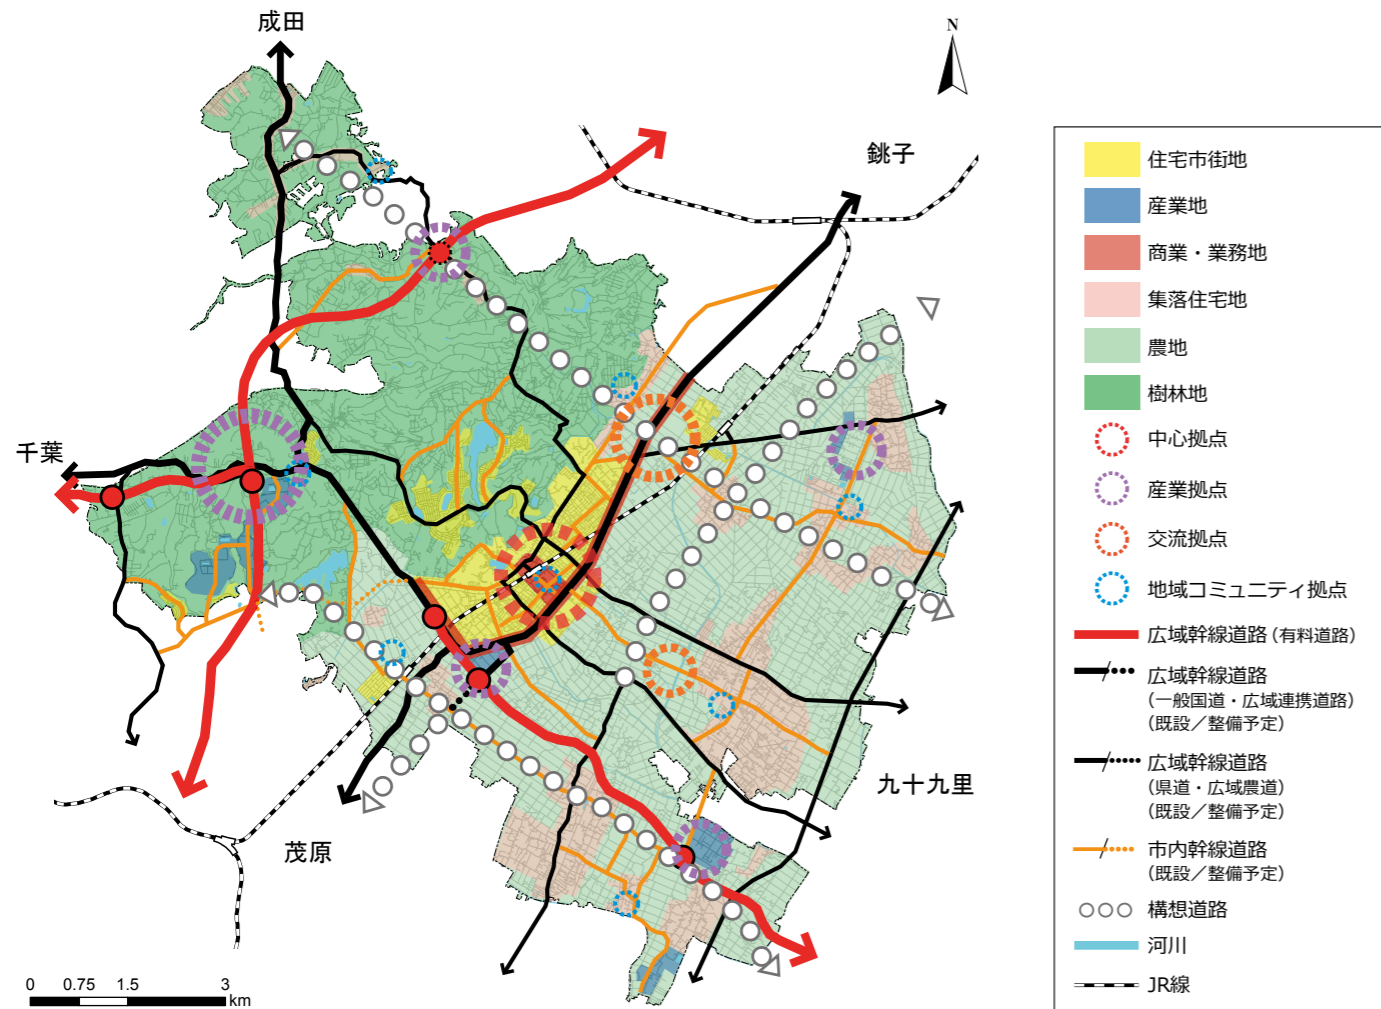 成田
N
銚子
千葉
九十九里
茂原
0 0.75 1.5 3
km
住宅市街地
産業地
商業・業務地
集落住宅地
農地
樹林地
中心拠点
産業拠点
交流拠点
地域コミュニティ拠点
広域幹線道路（有料道路）
広域幹線道路
（一般国道・広域連携道路）
（既設／整備予定）
広域幹線道路
（県道・広域農道）
（既設／整備予定）
市内幹線道路
（既設／整備予定）
構想道路
河川
JR線